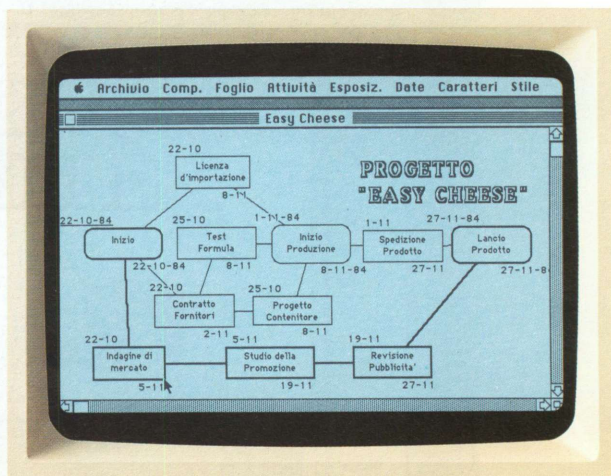 Archivio Comp. Foglio Attività Esposiz. Date Caratteri Stile
Easy Cheese
PROGETTO
"EASY CHEESE"
22-10
Licenza
d'importazione
8-11
22-10-84
Inizio
22-10-84
25-10
Test
Formula
8-11
1-11-84
Inizio
Produzione
8-11-84
1-11
Spedizione
Prodotto
27-11
27-11-84
Lancio
Prodotto
27-11-84
22-10
Contratto
Fornitori
2-11
25-10
Progetto
Contenitore
8-11
22-10
Indagine di
mercato
5-11
5-11
Studio della
Promozione
19-11
19-11
Revisione
Pubblicita'
27-11